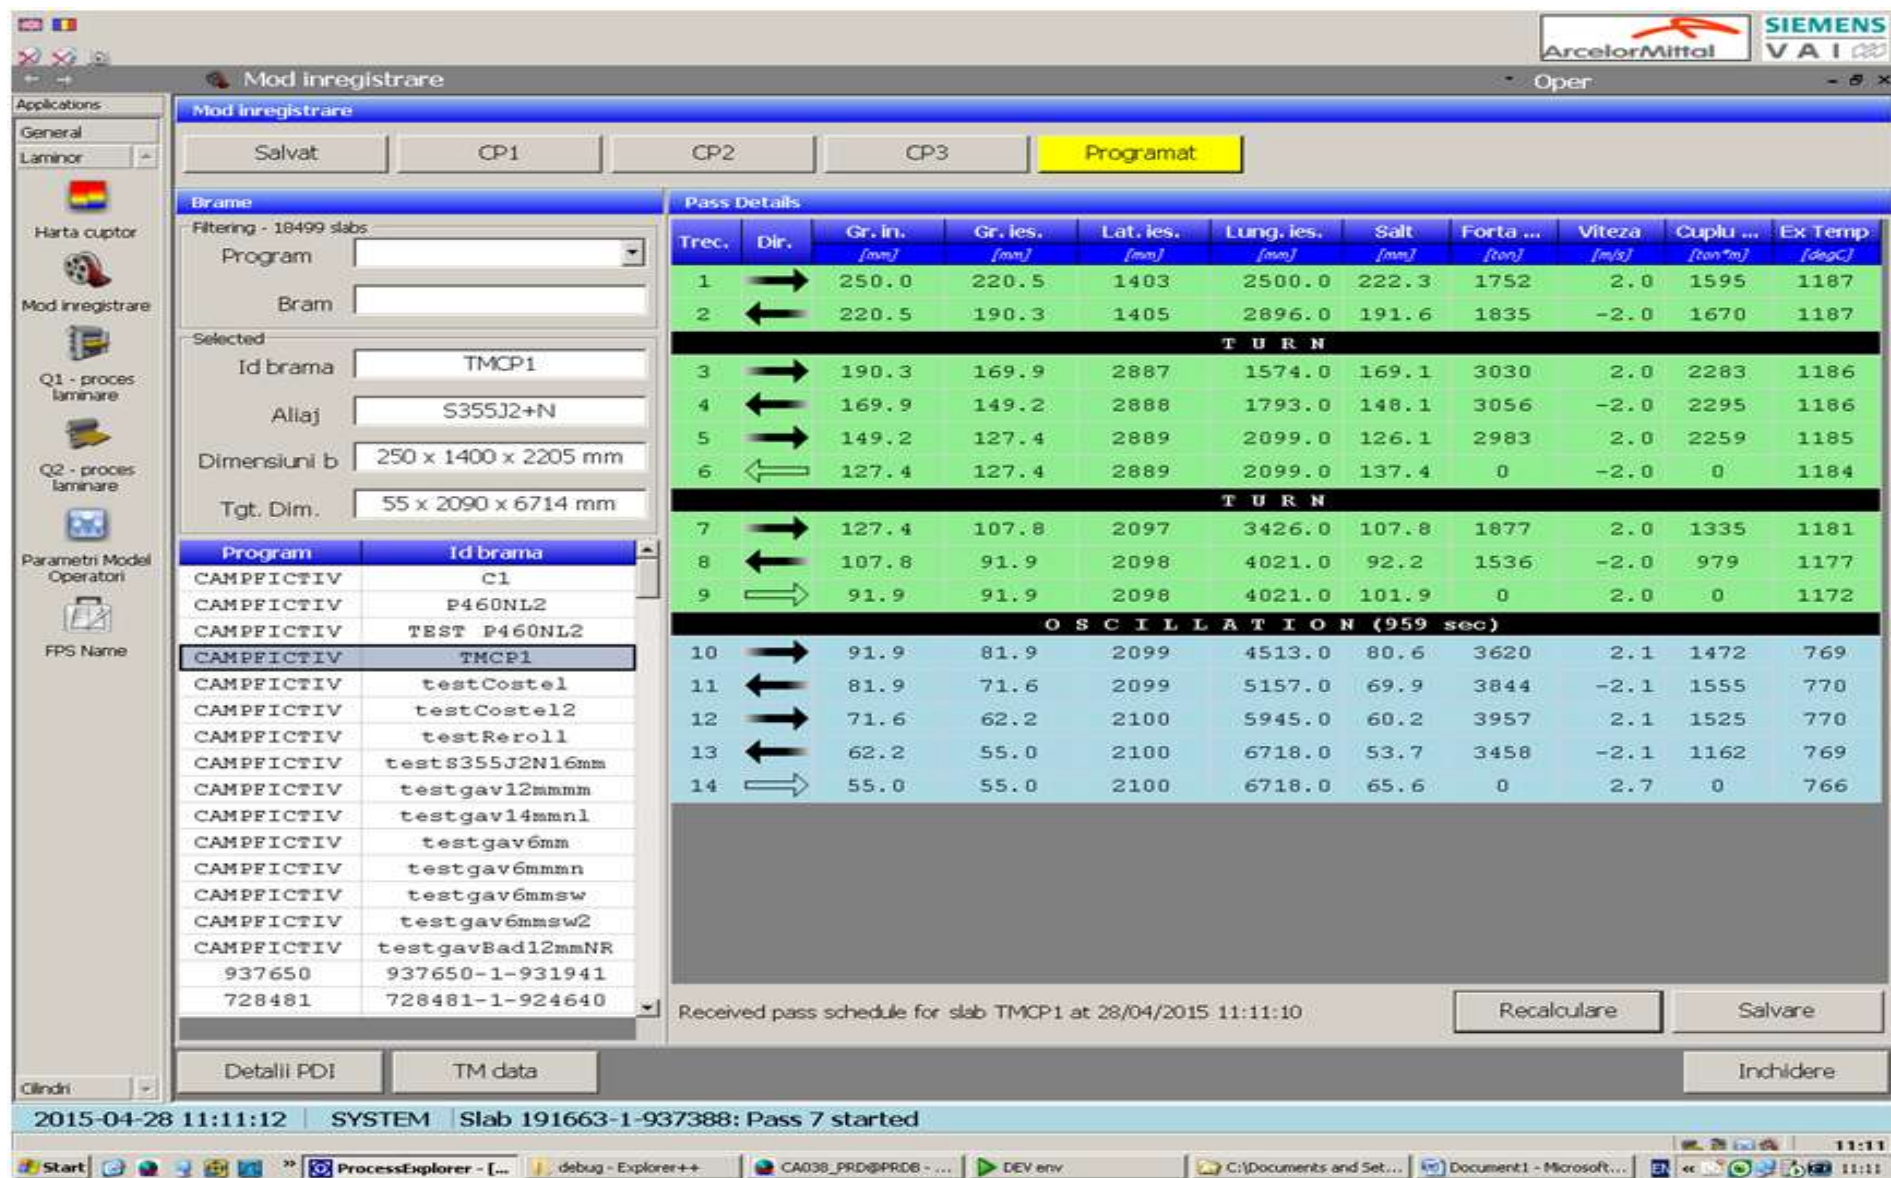 ArcelorMittal
SIEMENS
VAI
Mod inregistrare
Oper
Applications
General
Laminor
Harta cuptor
Mod inregistrare
Q1 - proces
laminare
Q2 - proces
laminare
Parametri Model
Operatori
FPS Name
Cilindri
Mod inregistrare
Salvat CP1 CP2 CP3 Programat
Brame
Filtering - 18499 slabs
Program
Bram
Selected
Id brama TMCP1
Aliaj S355J2+N
Dimensiuni b 250 x 1400 x 2205 mm
Tgt. Dim. 55 x 2090 x 6714 mm
Program Id brama
CAMPFICTIV C1
CAMPFICTIV P460NL2
CAMPFICTIV TEST P460NL2
CAMPFICTIV TMCP1
CAMPFICTIV testCostel
CAMPFICTIV testCostel2
CAMPFICTIV testReroll
CAMPFICTIV testS355J2N16mm
CAMPFICTIV testgav12mmmm
CAMPFICTIV testgav14mmnl
CAMPFICTIV testgav6mm
CAMPFICTIV testgav6mmmn
CAMPFICTIV testgav6mmsw
CAMPFICTIV testgav6mmsw2
CAMPFICTIV testgavBad12mmNR
937650 937650-1-931941
728481 728481-1-924640
Pass Details
Trec. Dir. Gr. in. Gr. ies. Lat. ies. Lung. ies. Salt Forta ... Viteza Cuplu ... Ex Temp
[mm] [mm] [mm] [mm] [mm] [ton] [m/s] [ton*m] [degC]
1 250.0 220.5 1403 2500.0 222.3 1752 2.0 1595 1187
2 220.5 190.3 1405 2896.0 191.6 1835 -2.0 1670 1187
TURN
3 190.3 169.9 2887 1574.0 169.1 3030 2.0 2283 1186
4 169.9 149.2 2888 1793.0 148.1 3056 -2.0 2295 1186
5 149.2 127.4 2889 2099.0 126.1 2983 2.0 2259 1185
6 127.4 127.4 2889 2099.0 137.4 0 -2.0 0 1184
TURN
7 127.4 107.8 2097 3426.0 107.8 1877 2.0 1335 1181
8 107.8 91.9 2098 4021.0 92.2 1536 -2.0 979 1177
9 91.9 91.9 2098 4021.0 101.9 0 2.0 0 1172
OSCILLATION (959 sec)
10 91.9 81.9 2099 4513.0 80.6 3620 2.1 1472 769
11 81.9 71.6 2099 5157.0 69.9 3844 -2.1 1555 770
12 71.6 62.2 2100 5945.0 60.2 3957 2.1 1525 770
13 62.2 55.0 2100 6718.0 53.7 3458 -2.1 1162 769
14 55.0 55.0 2100 6718.0 65.6 0 2.7 0 766
Received pass schedule for slab TMCP1 at 28/04/2015 11:11:10
Recalculare Salvare
Detalii PDI TM data Inchidere
2015-04-28 11:11:12 SYSTEM Slab 191663-1-937388: Pass 7 started
11:11
Start ProcessExplorer - [... debug - Explorer++ CA038_PRD@PRDB - ... DEV env C:\Documents and Set... Document1 - Microsoft... EN 11:11